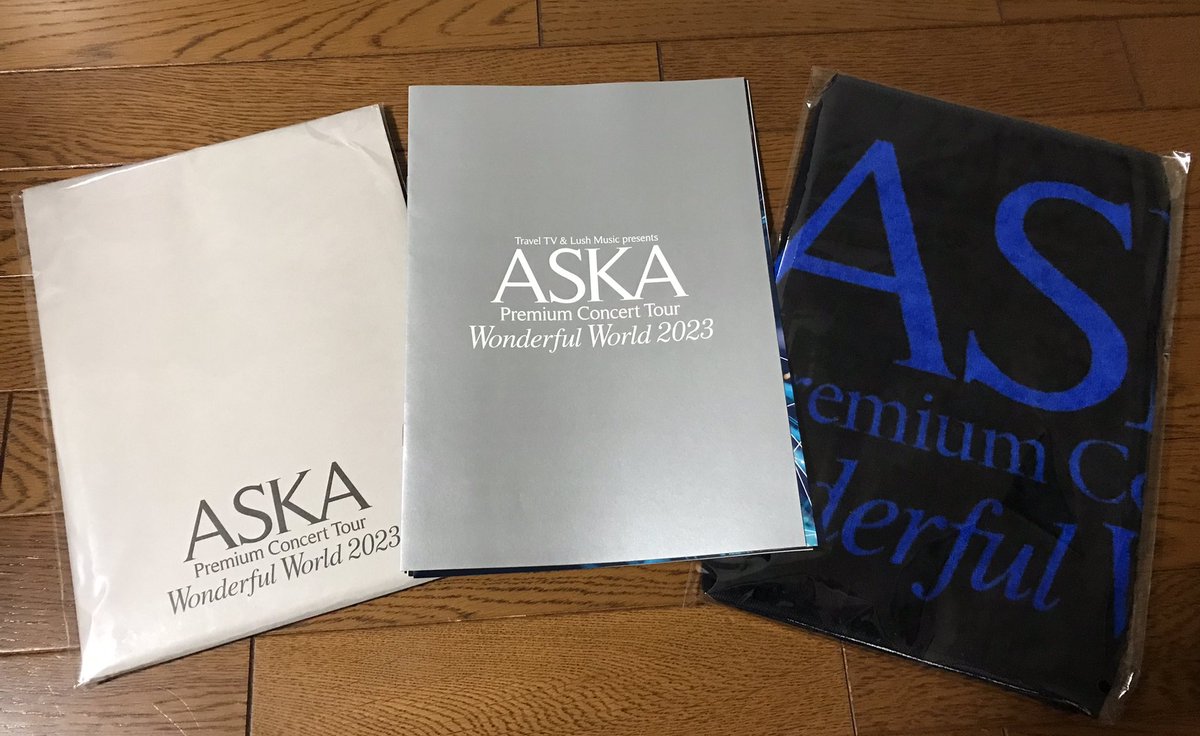 ASKA
Premium Concert Tour
Wonderful World 2023
Travel TV & Lush Music presents
ASKA
Premium Concert Tour
Wonderful World 2023
AS
remium Co
derful W